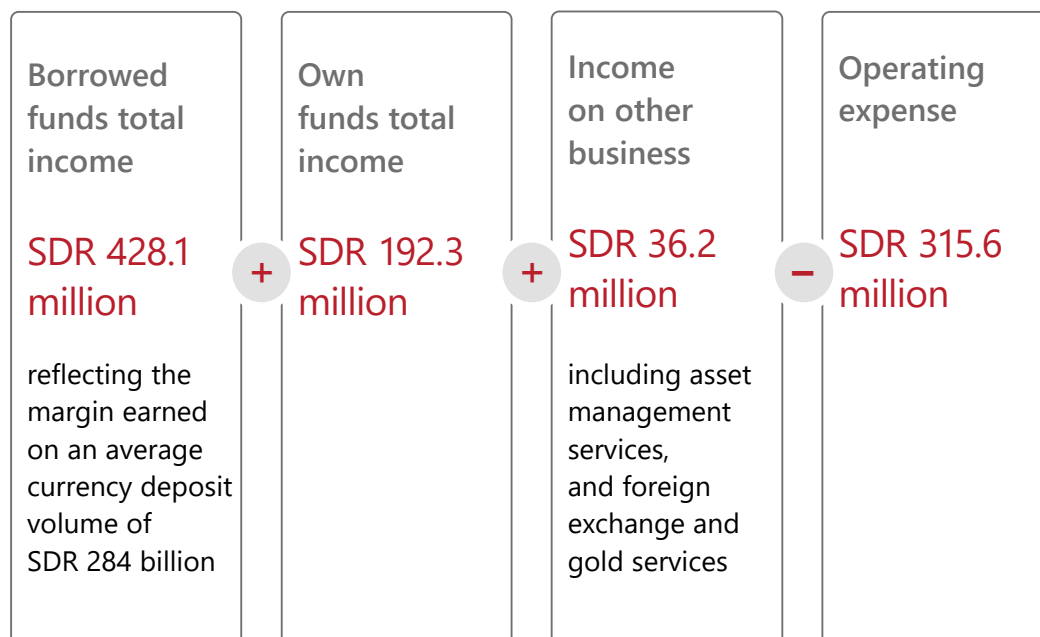 Borrowed
funds total
income
SDR 428.1
million
reflecting the
margin earned
on an average
currency deposit
volume of
SDR 284 billion
+
Own
funds total
income
SDR 192.3
million
+
Income
on other
business
SDR 36.2
million
including asset
management
services,
and foreign
exchange and
gold services
–
Operating
expense
SDR 315.6
million